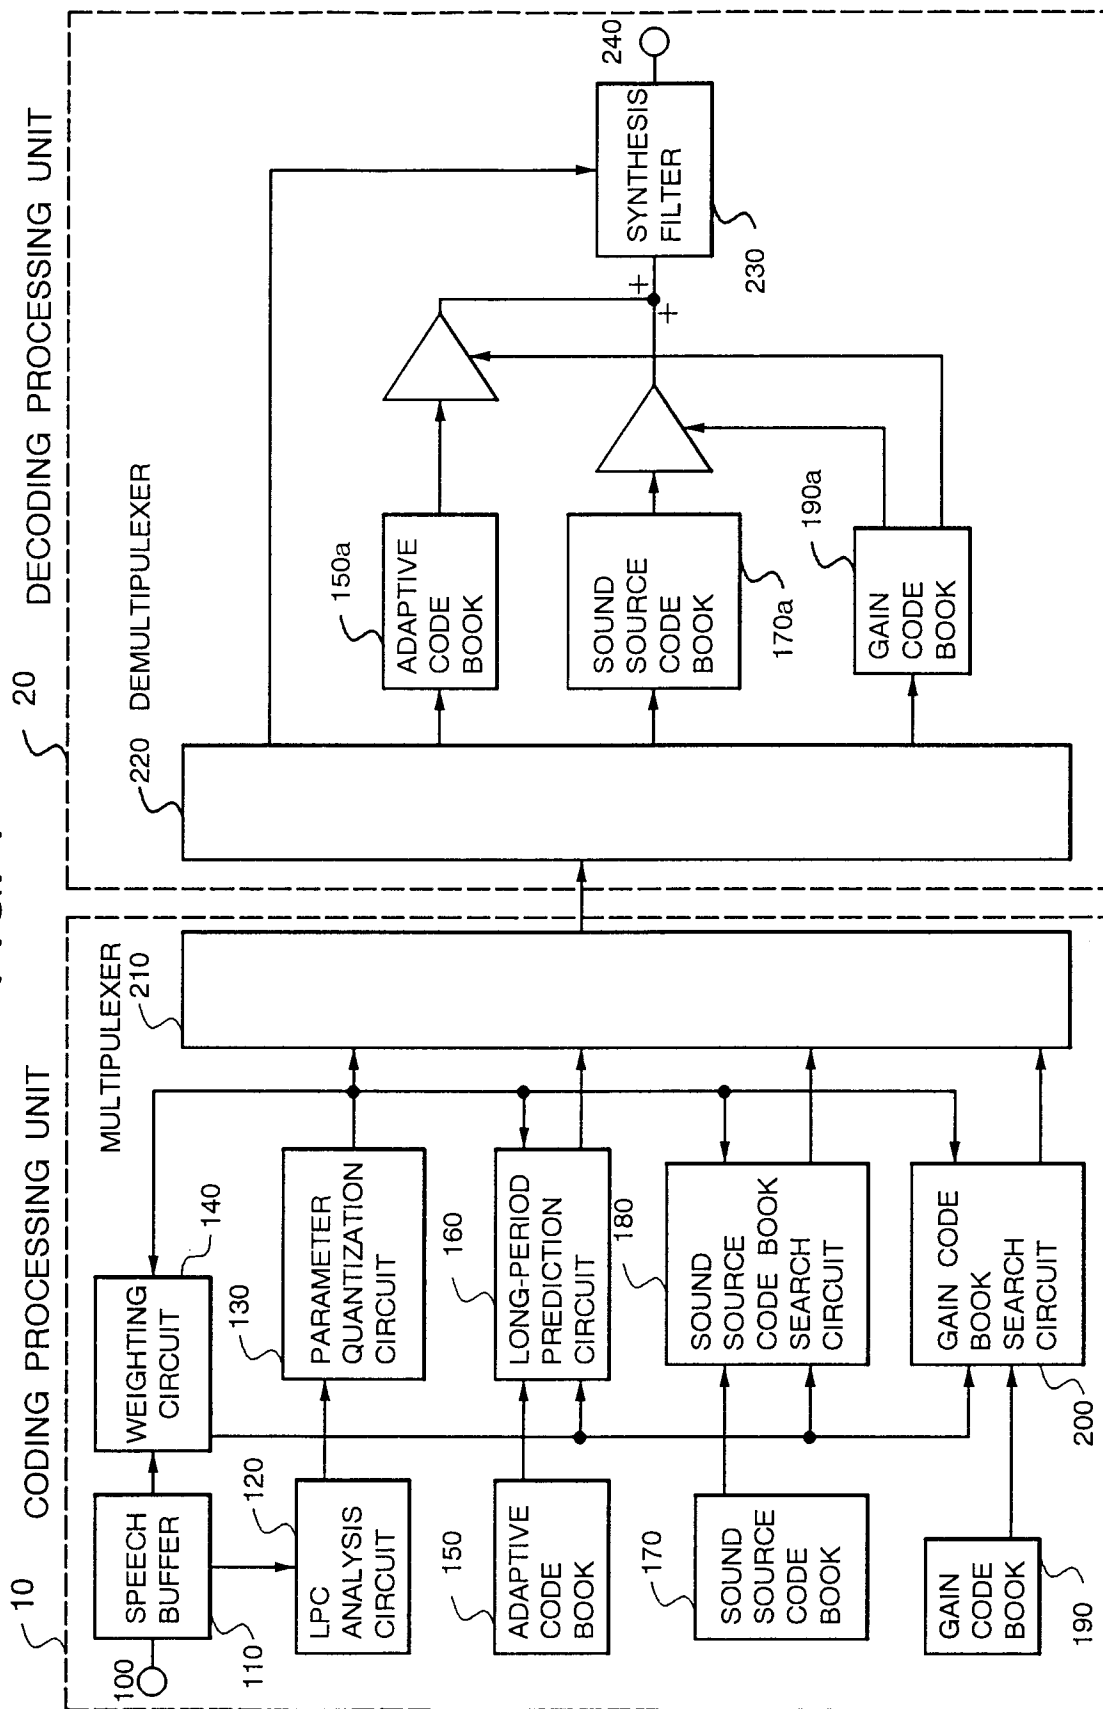 10 CODING PROCESSING UNIT
100
SPEECH
BUFFER
110
LPC
ANALYSIS
CIRCUIT
120
WEIGHTING
CIRCUIT
140
PARAMETER
QUANTIZATION
CIRCUIT
130
ADAPTIVE
CODE
BOOK
150
LONG-PERIOD
PREDICTION
CIRCUIT
160
SOUND
SOURCE
CODE
BOOK
170
SOUND
SOURCE
CODE BOOK
SEARCH
CIRCUIT
180
GAIN
CODE
BOOK
190
GAIN CODE
BOOK
SEARCH
CIRCUIT
200
MULTIPULEXER
210
20 DECODING PROCESSING UNIT
220 DEMULTIPULEXER
ADAPTIVE
CODE
BOOK
150a
SOUND
SOURCE
CODE
BOOK
170a
GAIN
CODE
BOOK
190a
+
+
SYNTHESIS
FILTER
230
240